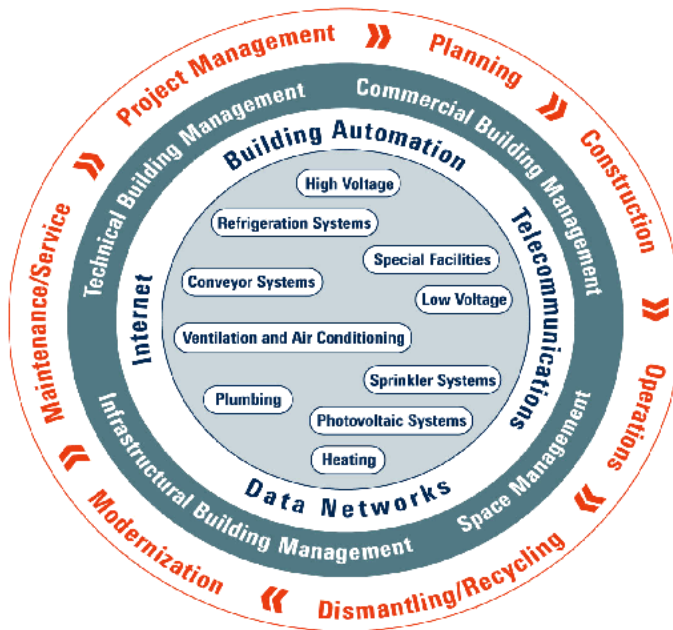 Project Management
Planning
Construction
Operations
Dismantling/Recycling
Modernization
Maintenance/Service
Technical Building Management
Commercial Building Management
Space Management
Infrastructural Building Management
Building Automation
Telecommunications
Data Networks
Internet
High Voltage
Refrigeration Systems
Special Facilities
Conveyor Systems
Low Voltage
Ventilation and Air Conditioning
Sprinkler Systems
Plumbing
Photovoltaic Systems
Heating